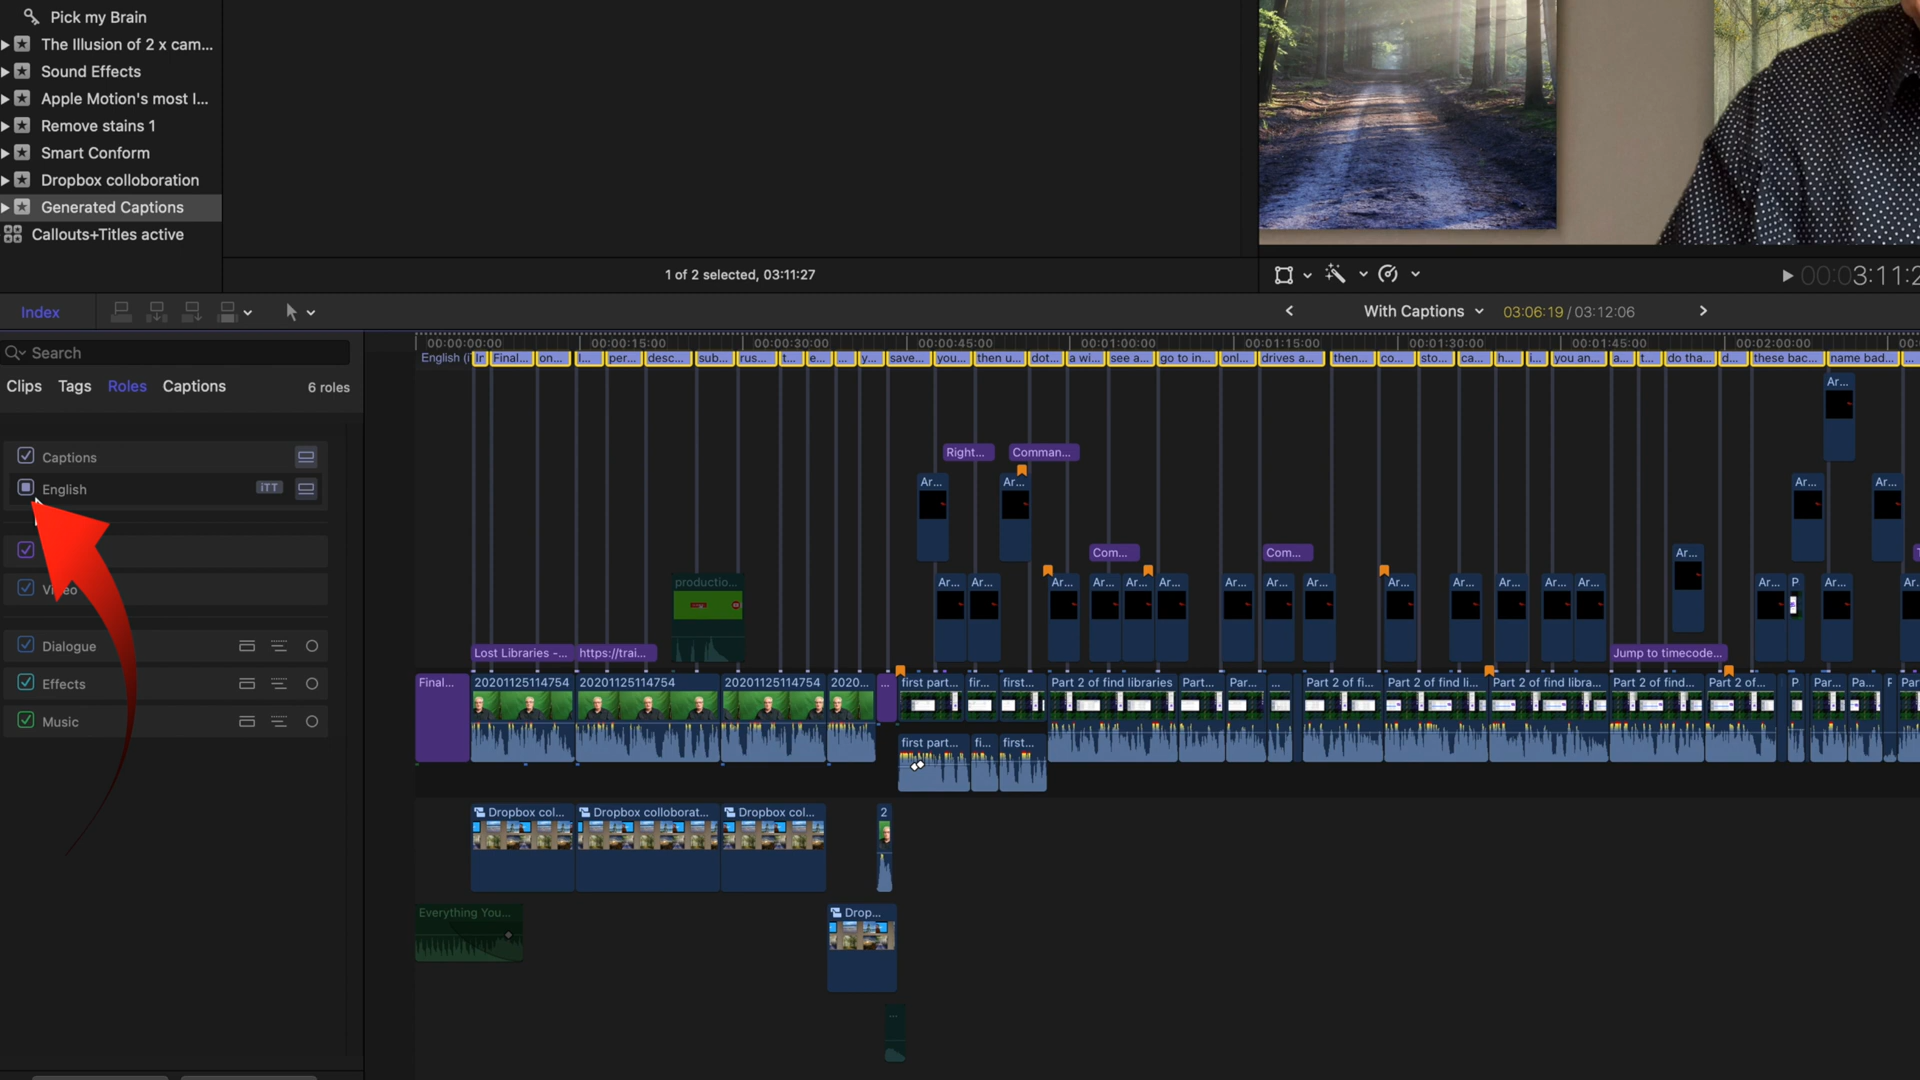 Pick my Brain
The Illusion of 2 x cam...
Sound Effects
Apple Motion's most I...
Remove stains 1
Smart Conform
Dropbox colloboration
Generated Captions
Callouts+Titles active
1 of 2 selected, 03:11:27
00:03:11:2
Index
With Captions
03:06:19 / 03:12:06
Search
Clips Tags Roles Captions 6 roles
Captions
English iTT
Video
Dialogue
Effects
Music
00:00:00:00 00:00:15:00 00:00:30:00 00:00:45:00 00:01:00:00 00:01:15:00 00:01:30:00 00:01:45:00 00:02:00:00
English (i In Final... on... I... per... desc... sub... rus... t... e... ... y... save... you... then u... dot... a wi... see a... go to in... onl... drives a... then... co... sto... ca... h... i... you an... a... t... do tha... d... these bac... name bad...
Ar...
Right... Comman...
Ar... Ar... Ar... Ar...
Com... Com... Ar...
productio... Ar... Ar... Ar... Ar... Ar... Ar... Ar... Ar... Ar... Ar... Ar... Ar... Ar... Ar... Ar... P Ar... Ar...
Lost Libraries -... https://trai... Jump to timecode...
Final... 20201125114754 20201125114754 20201125114754 2020... ... first part... fir... first... Part 2 of find libraries Part... Par... ... Part 2 of fi... Part 2 of find li... Part 2 of find libra... Part 2 of find... Part 2 of... P Par... Pa... P Par
first part... fi... first...
Dropbox col... Dropbox colloborat... Dropbox col... 2
Everything You... Drop...
...